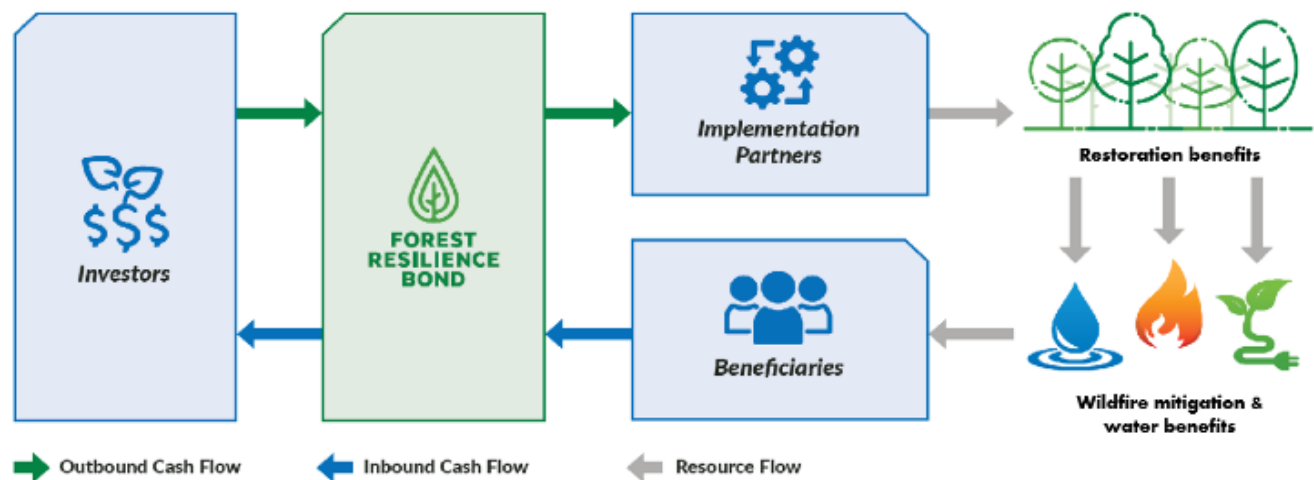 Investors
FOREST
RESILIENCE
BOND
Implementation
Partners
Beneficiaries
Restoration benefits
Wildfire mitigation &
water benefits
Outbound Cash Flow
Inbound Cash Flow
Resource Flow